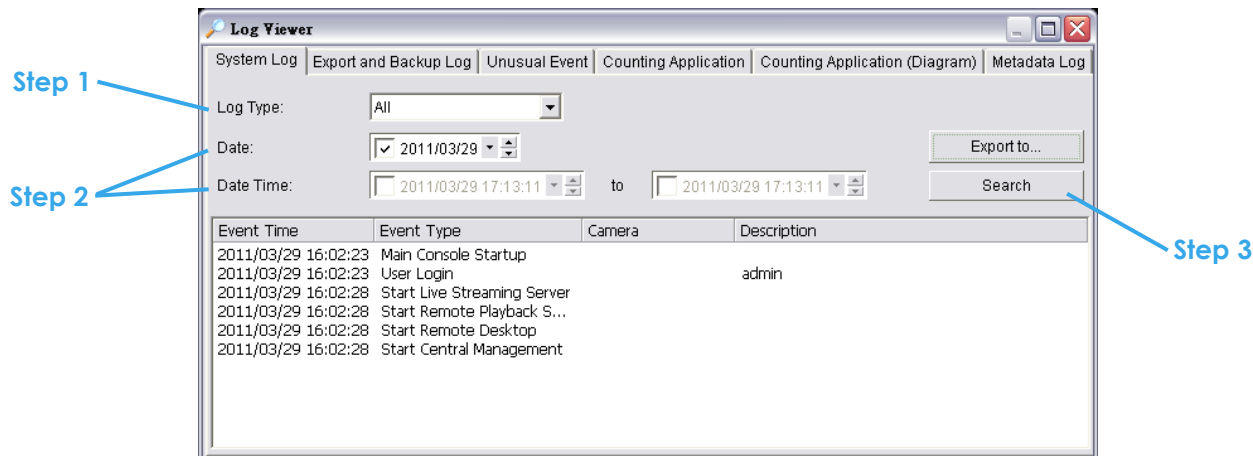 Log Viewer
System Log Export and Backup Log Unusual Event Counting Application Counting Application (Diagram) Metadata Log
Step 1
Log Type: All
Date: 2011/03/29 Export to...
Step 2
Date Time: 2011/03/29 17:13:11 to 2011/03/29 17:13:11 Search
Step 3
Event Time Event Type Camera Description
2011/03/29 16:02:23 Main Console Startup
2011/03/29 16:02:23 User Login admin
2011/03/29 16:02:28 Start Live Streaming Server
2011/03/29 16:02:28 Start Remote Playback S...
2011/03/29 16:02:28 Start Remote Desktop
2011/03/29 16:02:28 Start Central Management